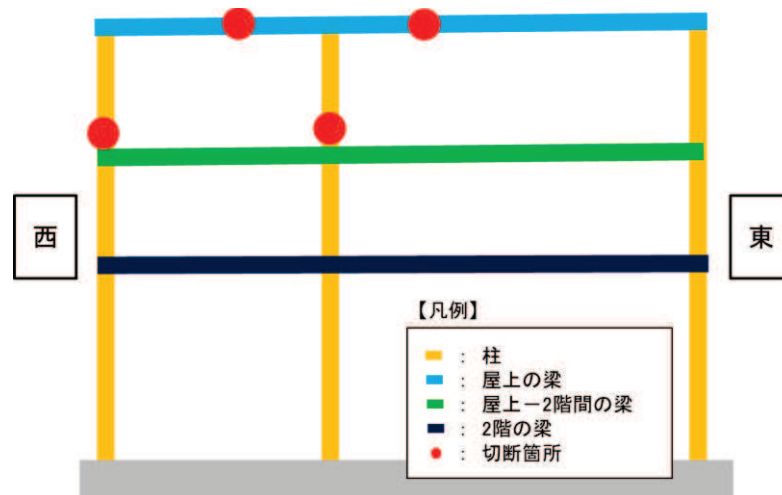 西
東
【凡例】
： 柱
： 屋上の梁
： 屋上－2階間の梁
： 2階の梁
： 切断箇所